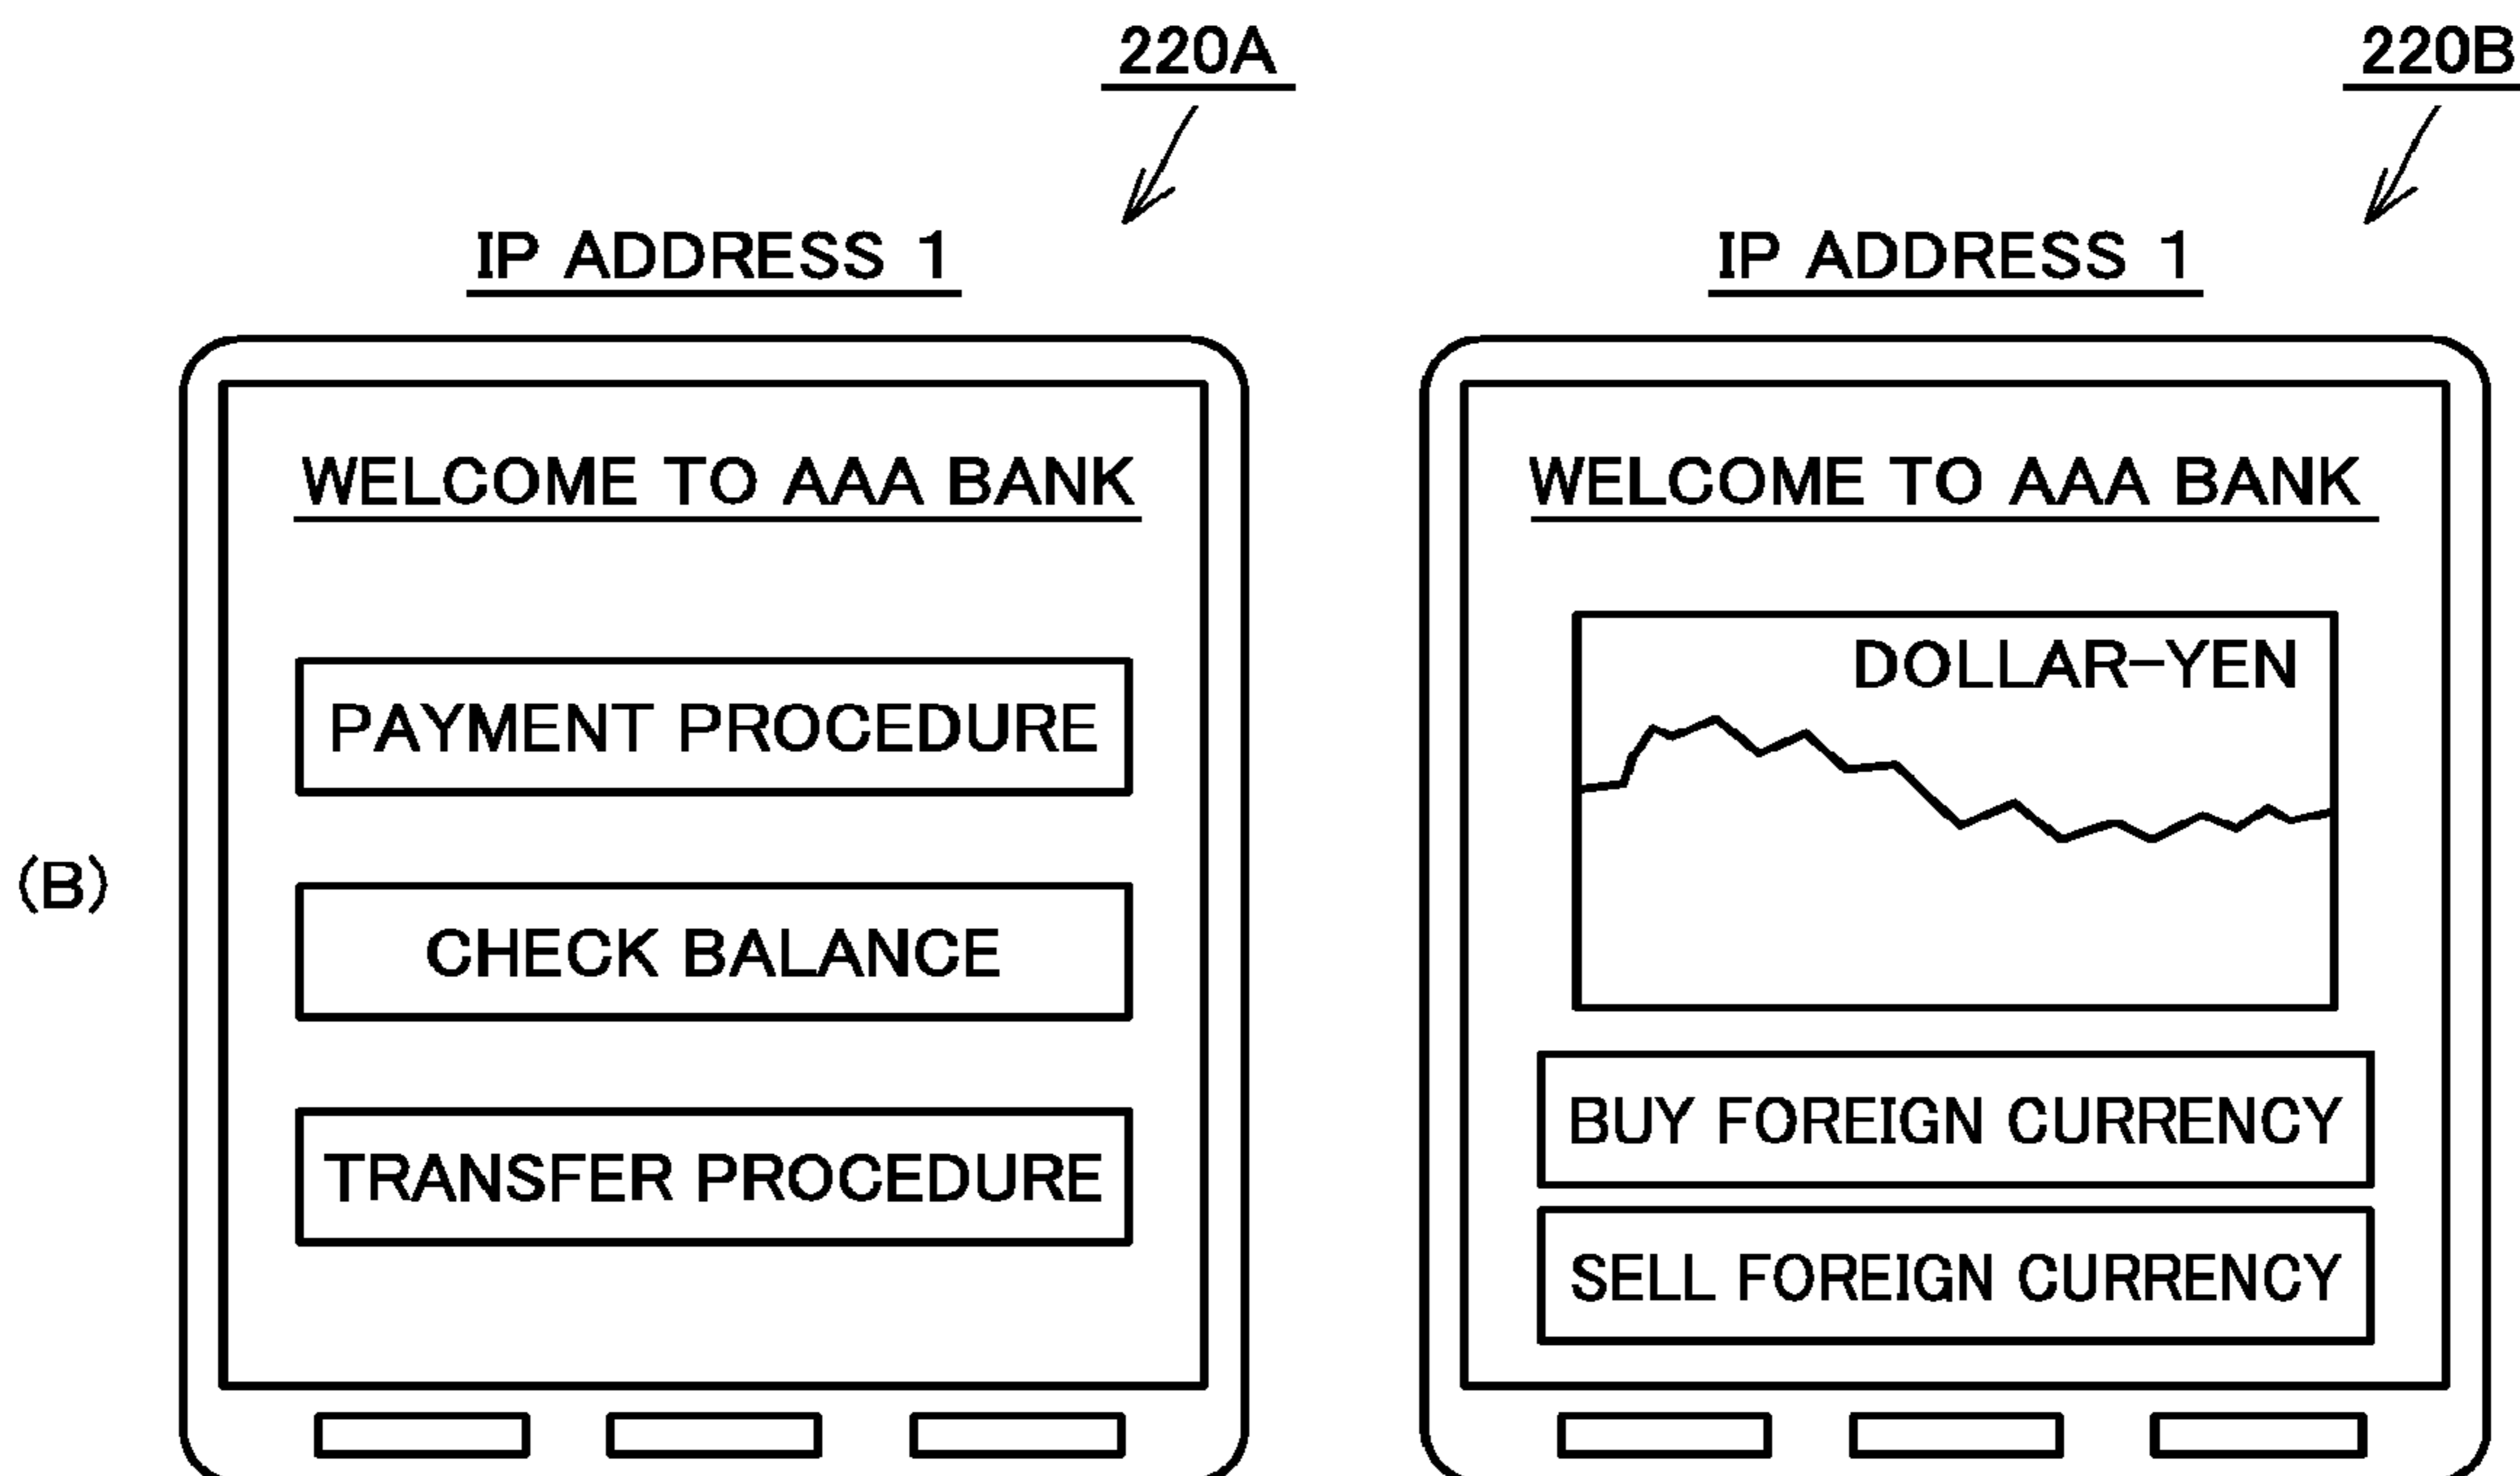 220A
220B
IP ADDRESS 1
IP ADDRESS 1
(B)
WELCOME TO AAA BANK
PAYMENT PROCEDURE
CHECK BALANCE
TRANSFER PROCEDURE
WELCOME TO AAA BANK
DOLLAR-YEN
BUY FOREIGN CURRENCY
SELL FOREIGN CURRENCY